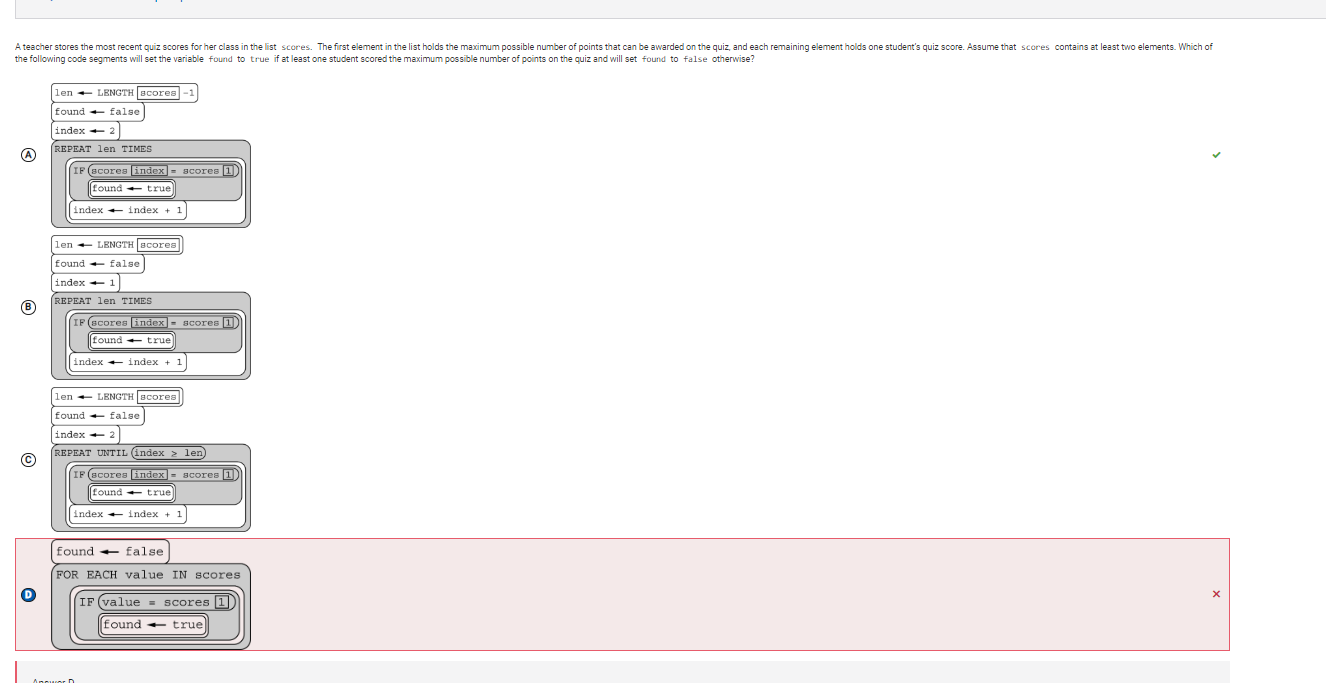 A teacher stores the most recent quiz scores for her class in the list scores. The first element in the list holds the maximum possible number of points that can be awarded on the quiz, and each remaining element holds one student's quiz score. Assume that scores contains at least two elements. Which of
the following code segments will set the variable found to true if at least one student scored the maximum possible number of points on the quiz and will set found to false otherwise?
A
len ← LENGTH scores -1
found ← false
index ← 2
REPEAT len TIMES
IF scores index = scores 1
found ← true
index ← index + 1
B
len ← LENGTH scores
found ← false
index ← 1
REPEAT len TIMES
IF scores index = scores 1
found ← true
index ← index + 1
C
len ← LENGTH scores
found ← false
index ← 2
REPEAT UNTIL index ≥ len
IF scores index = scores 1
found ← true
index ← index + 1
D
found ← false
FOR EACH value IN scores
IF value = scores 1
found ← true
Answer D